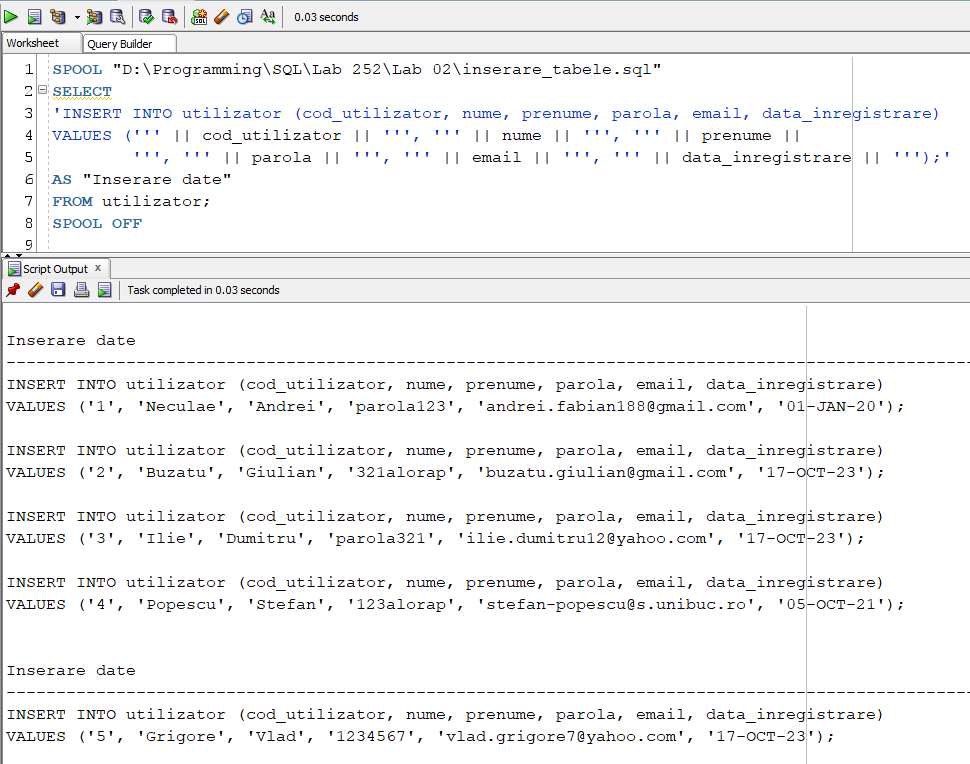 0.03 seconds
Worksheet Query Builder
1 SPOOL "D:\Programming\SQL\Lab 252\Lab 02\inserare_tabele.sql"
2 SELECT
3 'INSERT INTO utilizator (cod_utilizator, nume, prenume, parola, email, data_inregistrare)
4 VALUES (''' || cod_utilizator || ''', ''' || nume || ''', ''' || prenume ||
5 ''', ''' || parola || ''', ''' || email || ''', ''' || data_inregistrare || ''');'
6 AS "Inserare date"
7 FROM utilizator;
8 SPOOL OFF
9
Script Output x
Task completed in 0.03 seconds
Inserare date
--------------------------------------------------------------------------------
INSERT INTO utilizator (cod_utilizator, nume, prenume, parola, email, data_inregistrare)
VALUES ('1', 'Neculae', 'Andrei', 'parola123', 'andrei.fabian188@gmail.com', '01-JAN-20');
INSERT INTO utilizator (cod_utilizator, nume, prenume, parola, email, data_inregistrare)
VALUES ('2', 'Buzatu', 'Giulian', '321alorap', 'buzatu.giulian@gmail.com', '17-OCT-23');
INSERT INTO utilizator (cod_utilizator, nume, prenume, parola, email, data_inregistrare)
VALUES ('3', 'Ilie', 'Dumitru', 'parola321', 'ilie.dumitru12@yahoo.com', '17-OCT-23');
INSERT INTO utilizator (cod_utilizator, nume, prenume, parola, email, data_inregistrare)
VALUES ('4', 'Popescu', 'Stefan', '123alorap', 'stefan-popescu@s.unibuc.ro', '05-OCT-21');
Inserare date
--------------------------------------------------------------------------------
INSERT INTO utilizator (cod_utilizator, nume, prenume, parola, email, data_inregistrare)
VALUES ('5', 'Grigore', 'Vlad', '1234567', 'vlad.grigore7@yahoo.com', '17-OCT-23');